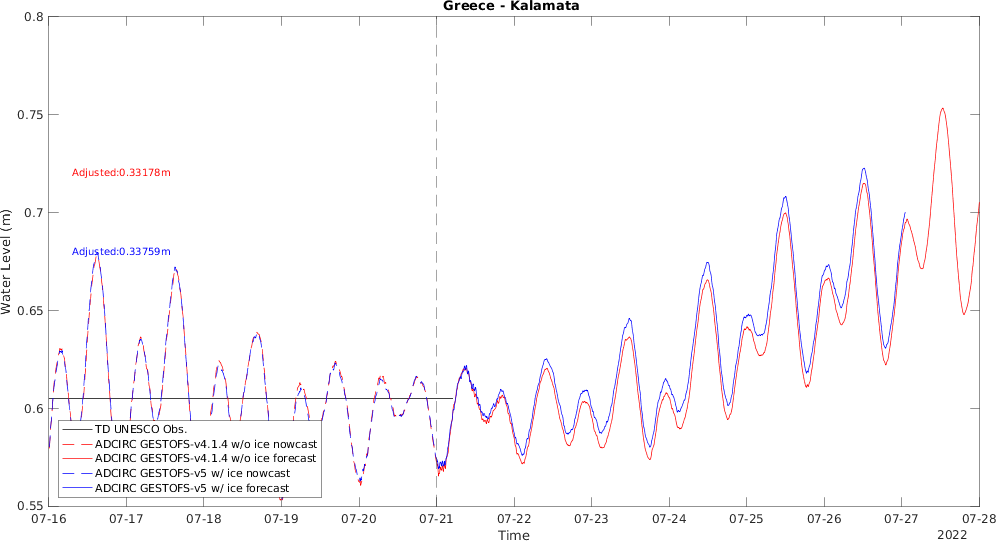 Greece - Kalamata
0.8
0.75
0.7
0.65
0.6
0.55
Water Level (m)
Adjusted:0.33178m
Adjusted:0.33759m
TD UNESCO Obs.
ADCIRC GESTOFS-v4.1.4 w/o ice nowcast
ADCIRC GESTOFS-v4.1.4 w/o ice forecast
ADCIRC GESTOFS-v5 w/ ice nowcast
ADCIRC GESTOFS-v5 w/ ice forecast
07-16 07-17 07-18 07-19 07-20 07-21 07-22 07-23 07-24 07-25 07-26 07-27 07-28
Time
2022